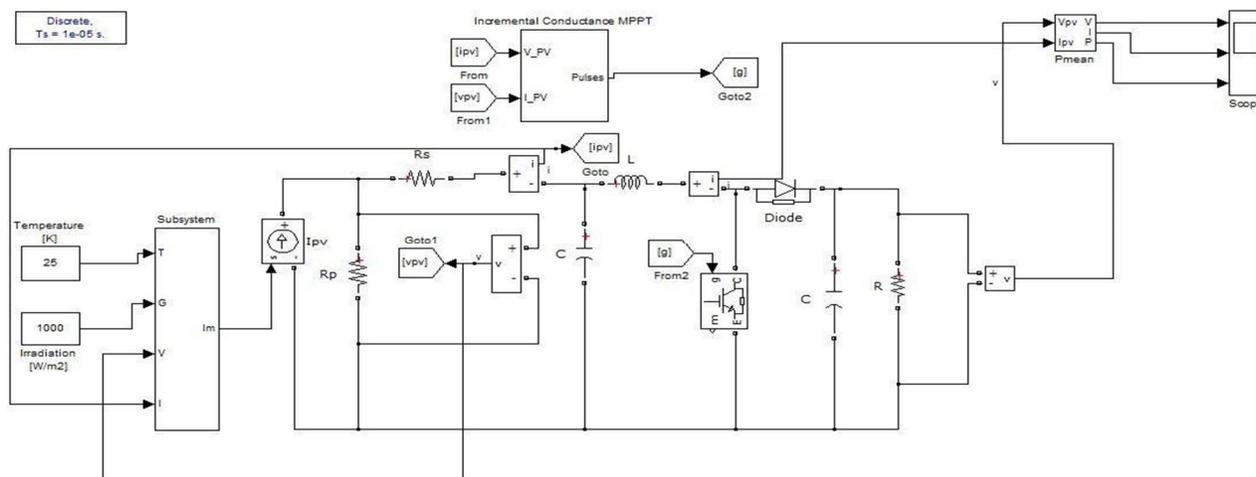 Discrete,
Ts = 1e-05 s.
Incremental Conductance MPPT
[ipv]
From
V_PV
Pulses
[g]
Goto2
[vpv]
From1
I_PV
Vpv V
I
Ipv P
Pmean
v
Scop
[ipv]
Goto
Rs
i
+
-
i
L
+
i
-
i
Diode
Temperature
[K]
25
Subsystem
T
G
V
I
Im
1000
Irradiation
[W/m2]
+
s
-
Ipv
Rp
Goto1
[vpv]
v
+
v
-
C
[g]
From2
g
C
m
E
C
R
+
-
v